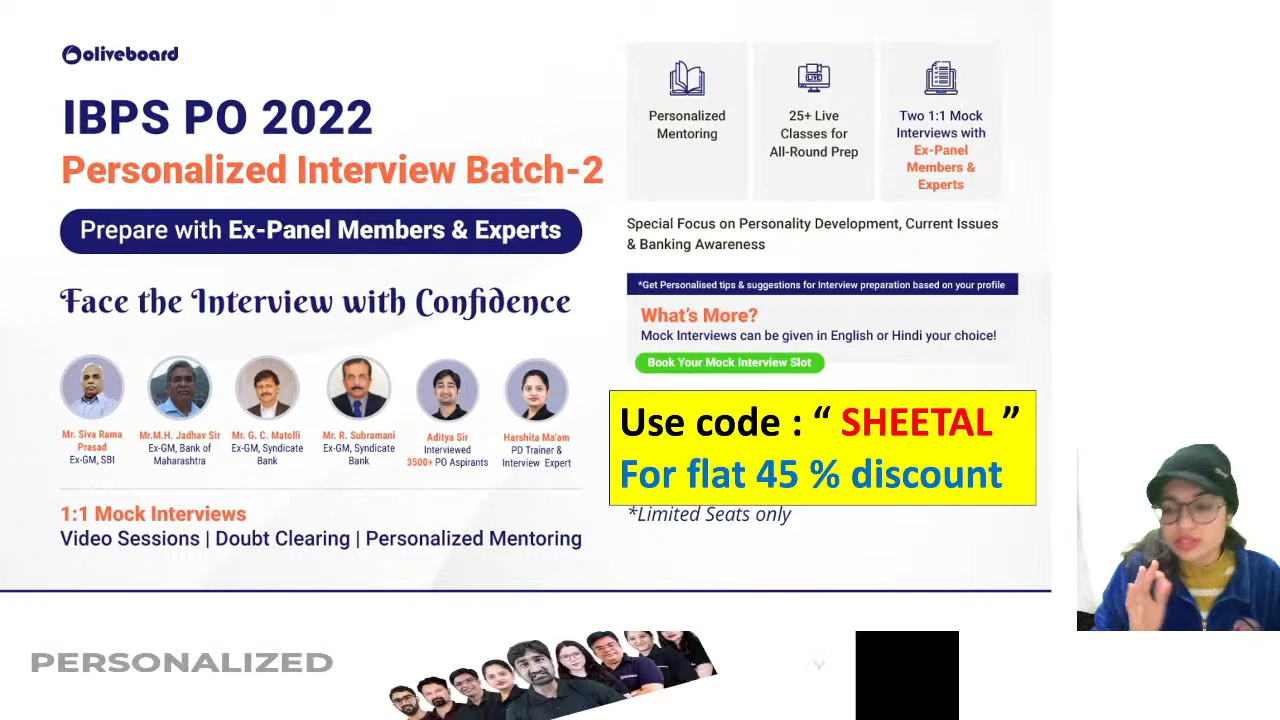 oliveboard
IBPS PO 2022
Personalized Interview Batch-2
Prepare with Ex-Panel Members & Experts
Face the Interview with Confidence
Mr. Siva Rama
Prasad
Ex-GM, SBI
Mr.M.H. Jadhav Sir
Ex-GM, Bank of
Maharashtra
Mr. G. C. Matolli
Ex-GM, Syndicate
Bank
Mr. R. Subramani
Ex-GM, Syndicate
Bank
Aditya Sir
Interviewed
3500+ PO Aspirants
Harshita Ma'am
PD Trainer &
Interview Expert
1:1 Mock Interviews
Video Sessions | Doubt Clearing | Personalized Mentoring
Personalized
Mentoring
LIVE
25+ Live
Classes for
All-Round Prep
Two 1:1 Mock
Interviews with
Ex-Panel
Members &
Experts
Special Focus on Personality Development, Current Issues
& Banking Awareness
*Get Personalised tips & suggestions for Interview preparation based on your profile
What's More?
Mock Interviews can be given in English or Hindi your choice!
Book Your Mock Interview Slot
Use code : “ SHEETAL ”
For flat 45 % discount
*Limited Seats only
PERSONALIZED